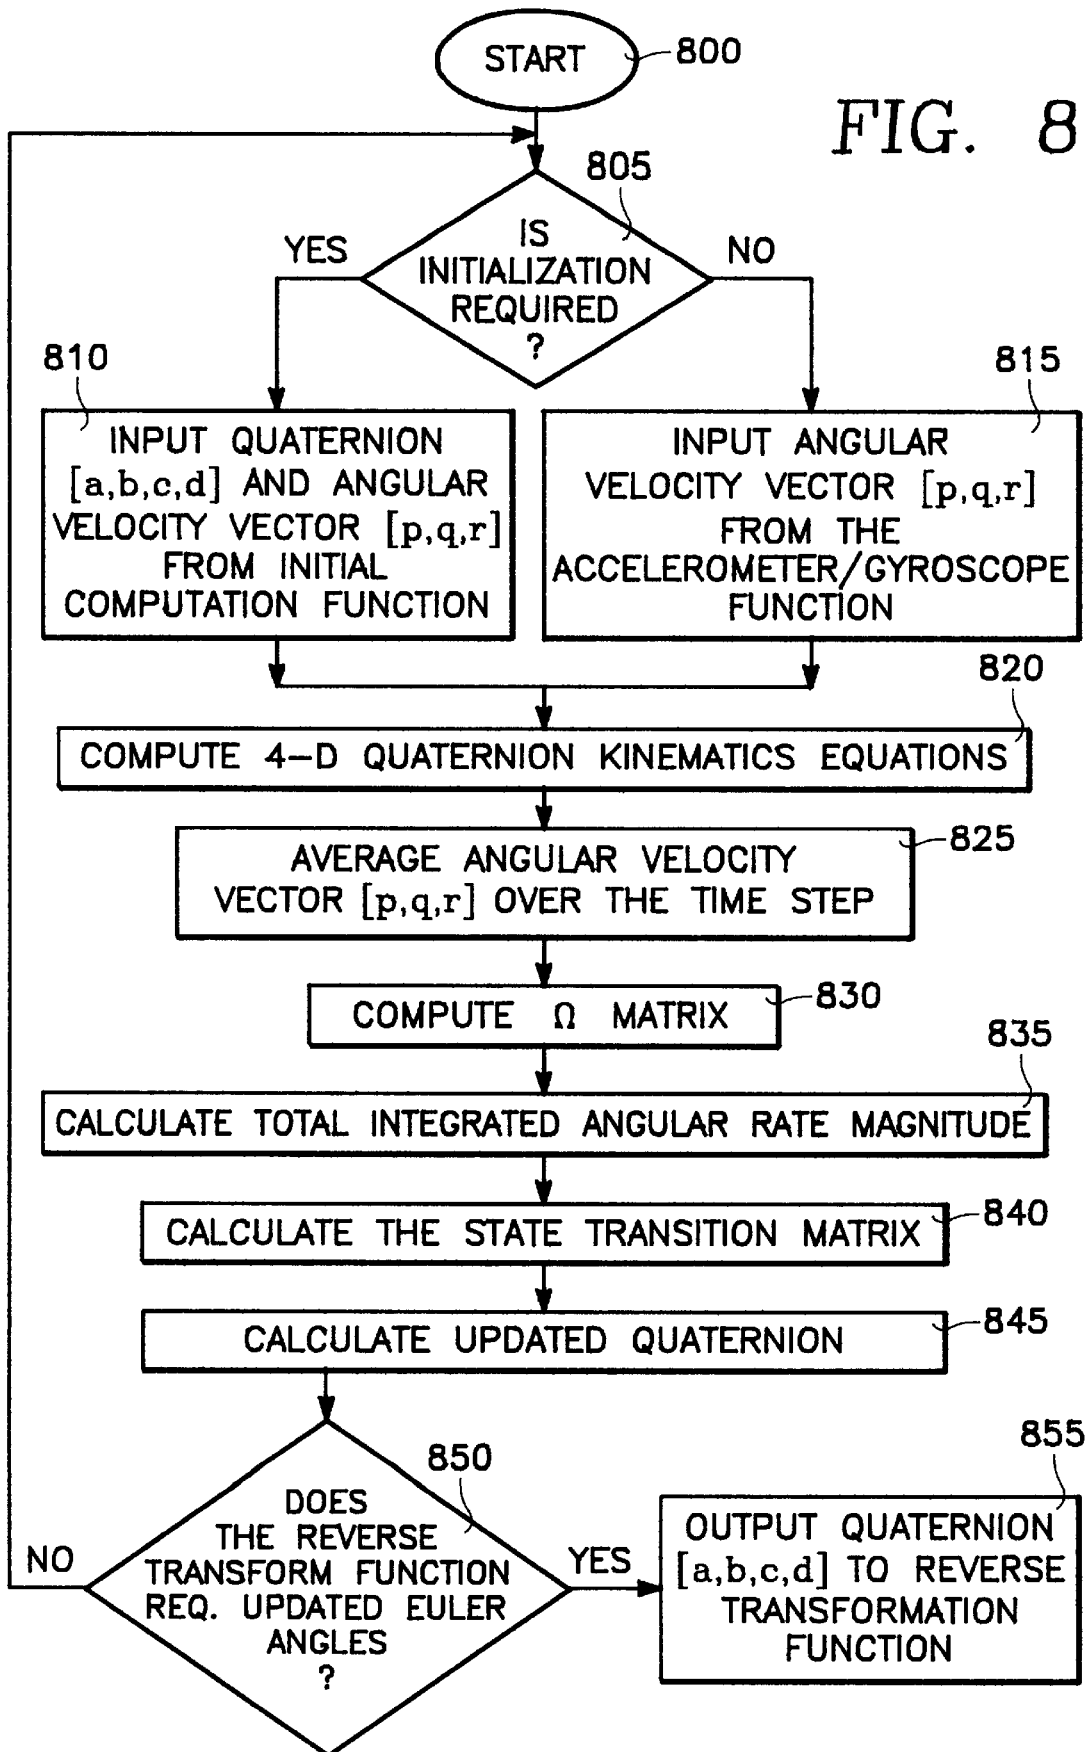 START
800
FIG. 8
805
IS
INITIALIZATION
REQUIRED
?
YES
NO
810
INPUT QUATERNION
[a,b,c,d] AND ANGULAR
VELOCITY VECTOR [p,q,r]
FROM INITIAL
COMPUTATION FUNCTION
815
INPUT ANGULAR
VELOCITY VECTOR [p,q,r]
FROM THE
ACCELEROMETER/GYROSCOPE
FUNCTION
820
COMPUTE 4-D QUATERNION KINEMATICS EQUATIONS
825
AVERAGE ANGULAR VELOCITY
VECTOR [p,q,r] OVER THE TIME STEP
830
COMPUTE Ω MATRIX
835
CALCULATE TOTAL INTEGRATED ANGULAR RATE MAGNITUDE
840
CALCULATE THE STATE TRANSITION MATRIX
845
CALCULATE UPDATED QUATERNION
850
DOES
THE REVERSE
TRANSFORM FUNCTION
REQ. UPDATED EULER
ANGLES
?
NO
YES
855
OUTPUT QUATERNION
[a,b,c,d] TO REVERSE
TRANSFORMATION
FUNCTION